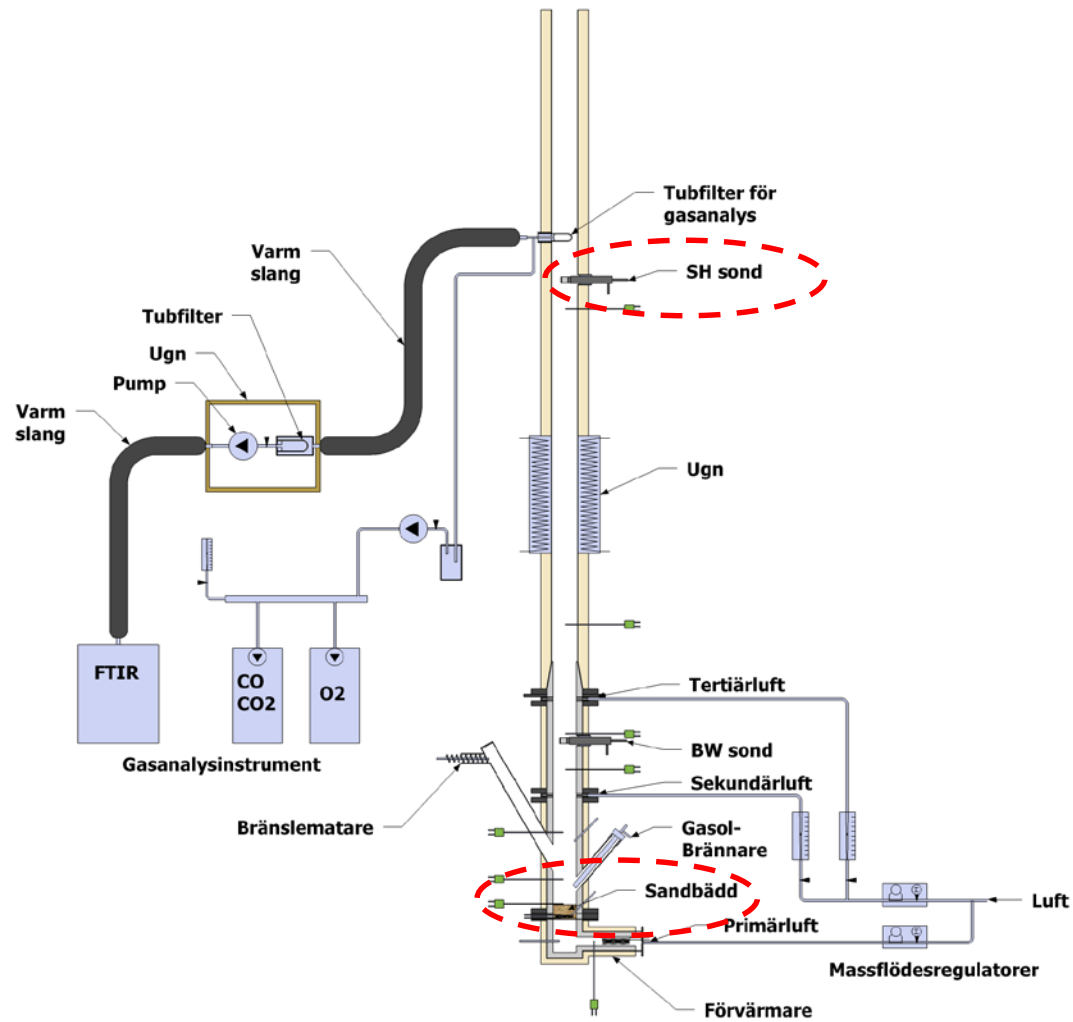 Tubfilter för
gasanalys
SH sond
Varm
slang
Tubfilter
Ugn
Pump
Varm
slang
Ugn
FTIR
CO
CO2
O2
Gasanalysinstrument
Tertiärluft
BW sond
Sekundärluft
Bränslematare
Gasol-
Brännare
Sandbädd
Luft
Primärluft
Massflödesregulatorer
Förvärmare